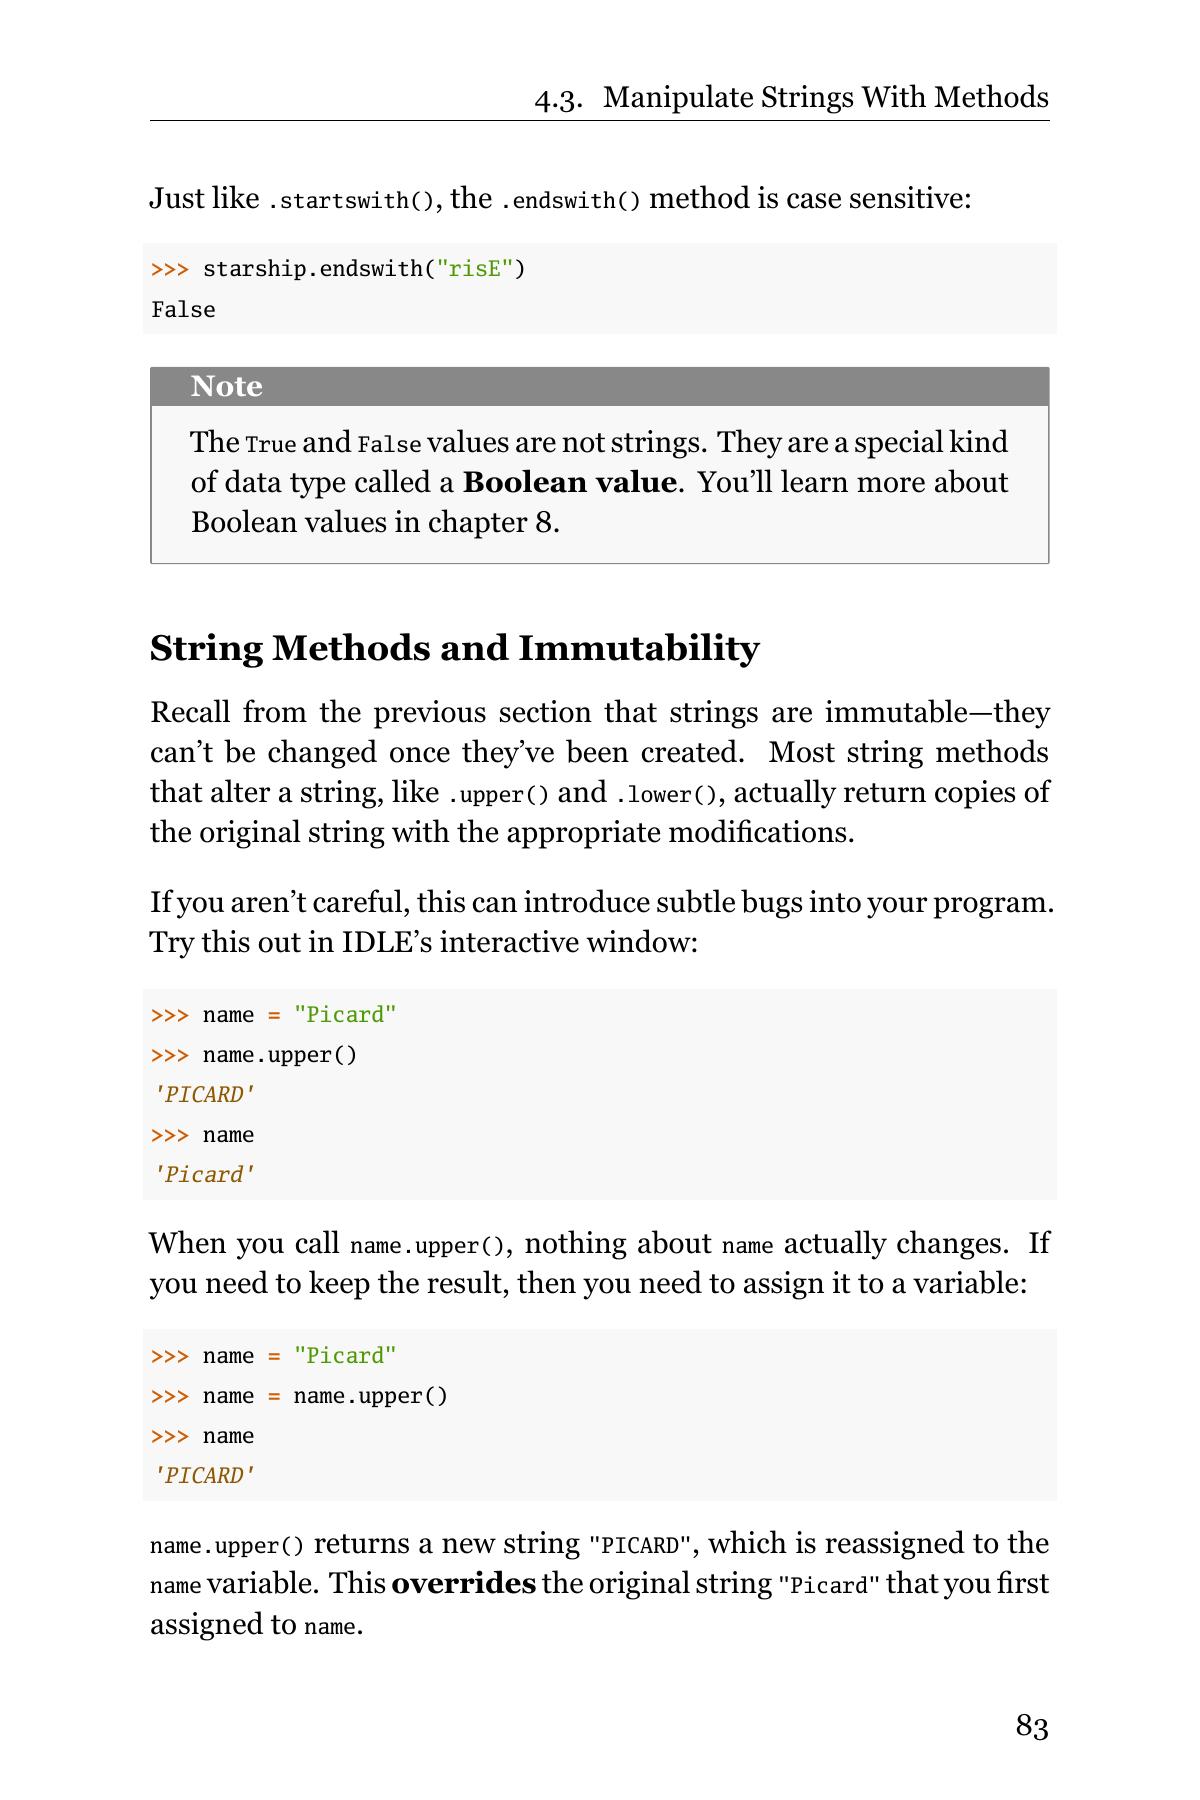 4.3. Manipulate Strings With Methods
Just like .startswith(), the .endswith() method is case sensitive:
>>> starship.endswith("risE")
False
Note
The True and False values are not strings. They are a special kind
of data type called a Boolean value. You’ll learn more about
Boolean values in chapter 8.
String Methods and Immutability
Recall from the previous section that strings are immutable—they
can’t be changed once they’ve been created. Most string methods
that alter a string, like .upper() and .lower(), actually return copies of
the original string with the appropriate modifications.
If you aren’t careful, this can introduce subtle bugs into your program.
Try this out in IDLE’s interactive window:
>>> name = "Picard"
>>> name.upper()
'PICARD'
>>> name
'Picard'
When you call name.upper(), nothing about name actually changes. If
you need to keep the result, then you need to assign it to a variable:
>>> name = "Picard"
>>> name = name.upper()
>>> name
'PICARD'
name.upper() returns a new string "PICARD", which is reassigned to the
name variable. This overrides the original string "Picard" that you first
assigned to name.
83